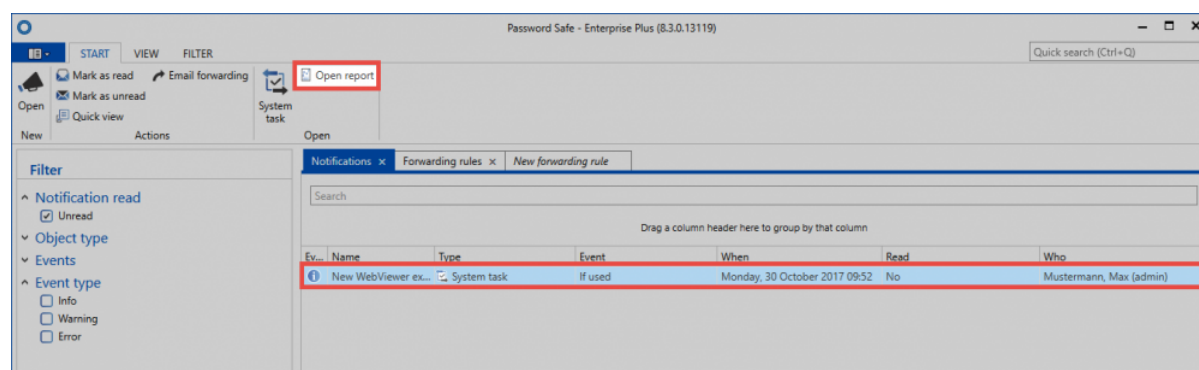 Password Safe - Enterprise Plus (8.3.0.13119)
START VIEW FILTER
Quick search (Ctrl+Q)
Mark as read Email forwarding
Open report
Mark as unread
Open
System
task
Quick view
New Actions Open
Filter
Notifications × Forwarding rules × New forwarding rule
Search
Notification read
Unread
Drag a column header here to group by that column
Object type
Events
Ev... Name Type Event When Read Who
New WebViewer ex... System task If used Monday, 30 October 2017 09:52 No Mustermann, Max (admin)
Event type
Info
Warning
Error